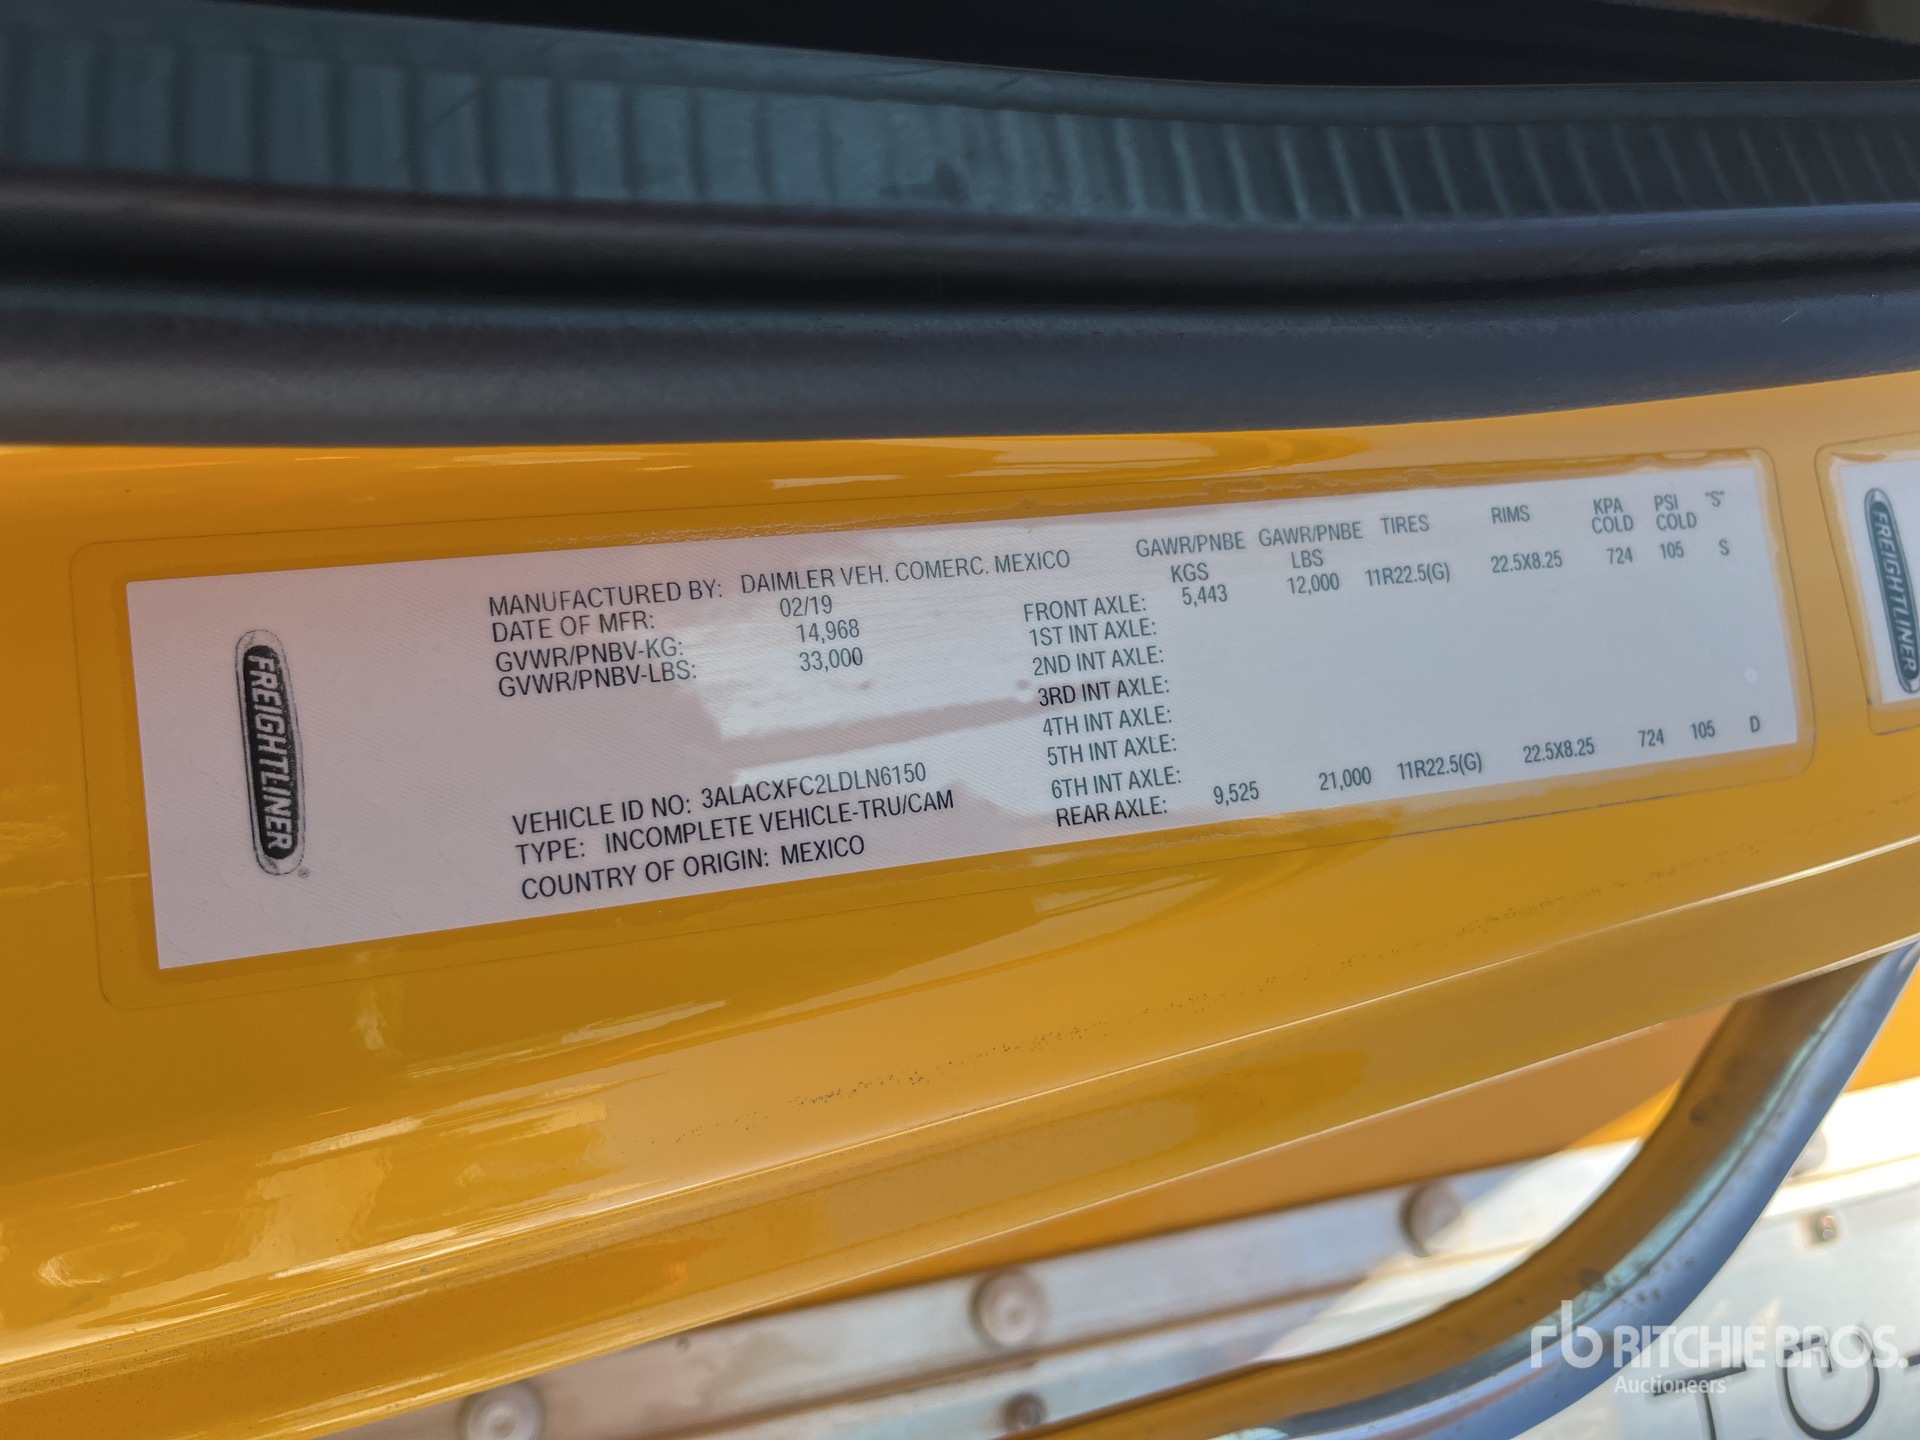 FREIGHTLINER
MANUFACTURED BY: DAIMLER VEH. COMERC. MEXICO
DATE OF MFR: 02/19
GVWR/PNBV-KG: 14,968
GVWR/PNBV-LBS: 33,000
VEHICLE ID NO: 3ALACXFC2LDLN6150
TYPE: INCOMPLETE VEHICLE-TRU/CAM
COUNTRY OF ORIGIN: MEXICO
GAWR/PNBE KGS GAWR/PNBE LBS TIRES RIMS KPA COLD PSI COLD "S"
FRONT AXLE: 5,443 12,000 11R22.5(G) 22.5X8.25 724 105 S
1ST INT AXLE:
2ND INT AXLE:
3RD INT AXLE:
4TH INT AXLE:
5TH INT AXLE:
6TH INT AXLE:
REAR AXLE: 9,525 21,000 11R22.5(G) 22.5X8.25 724 105 D
FREIGHTLINER
rb RITCHIE BROS.
Auctioneers